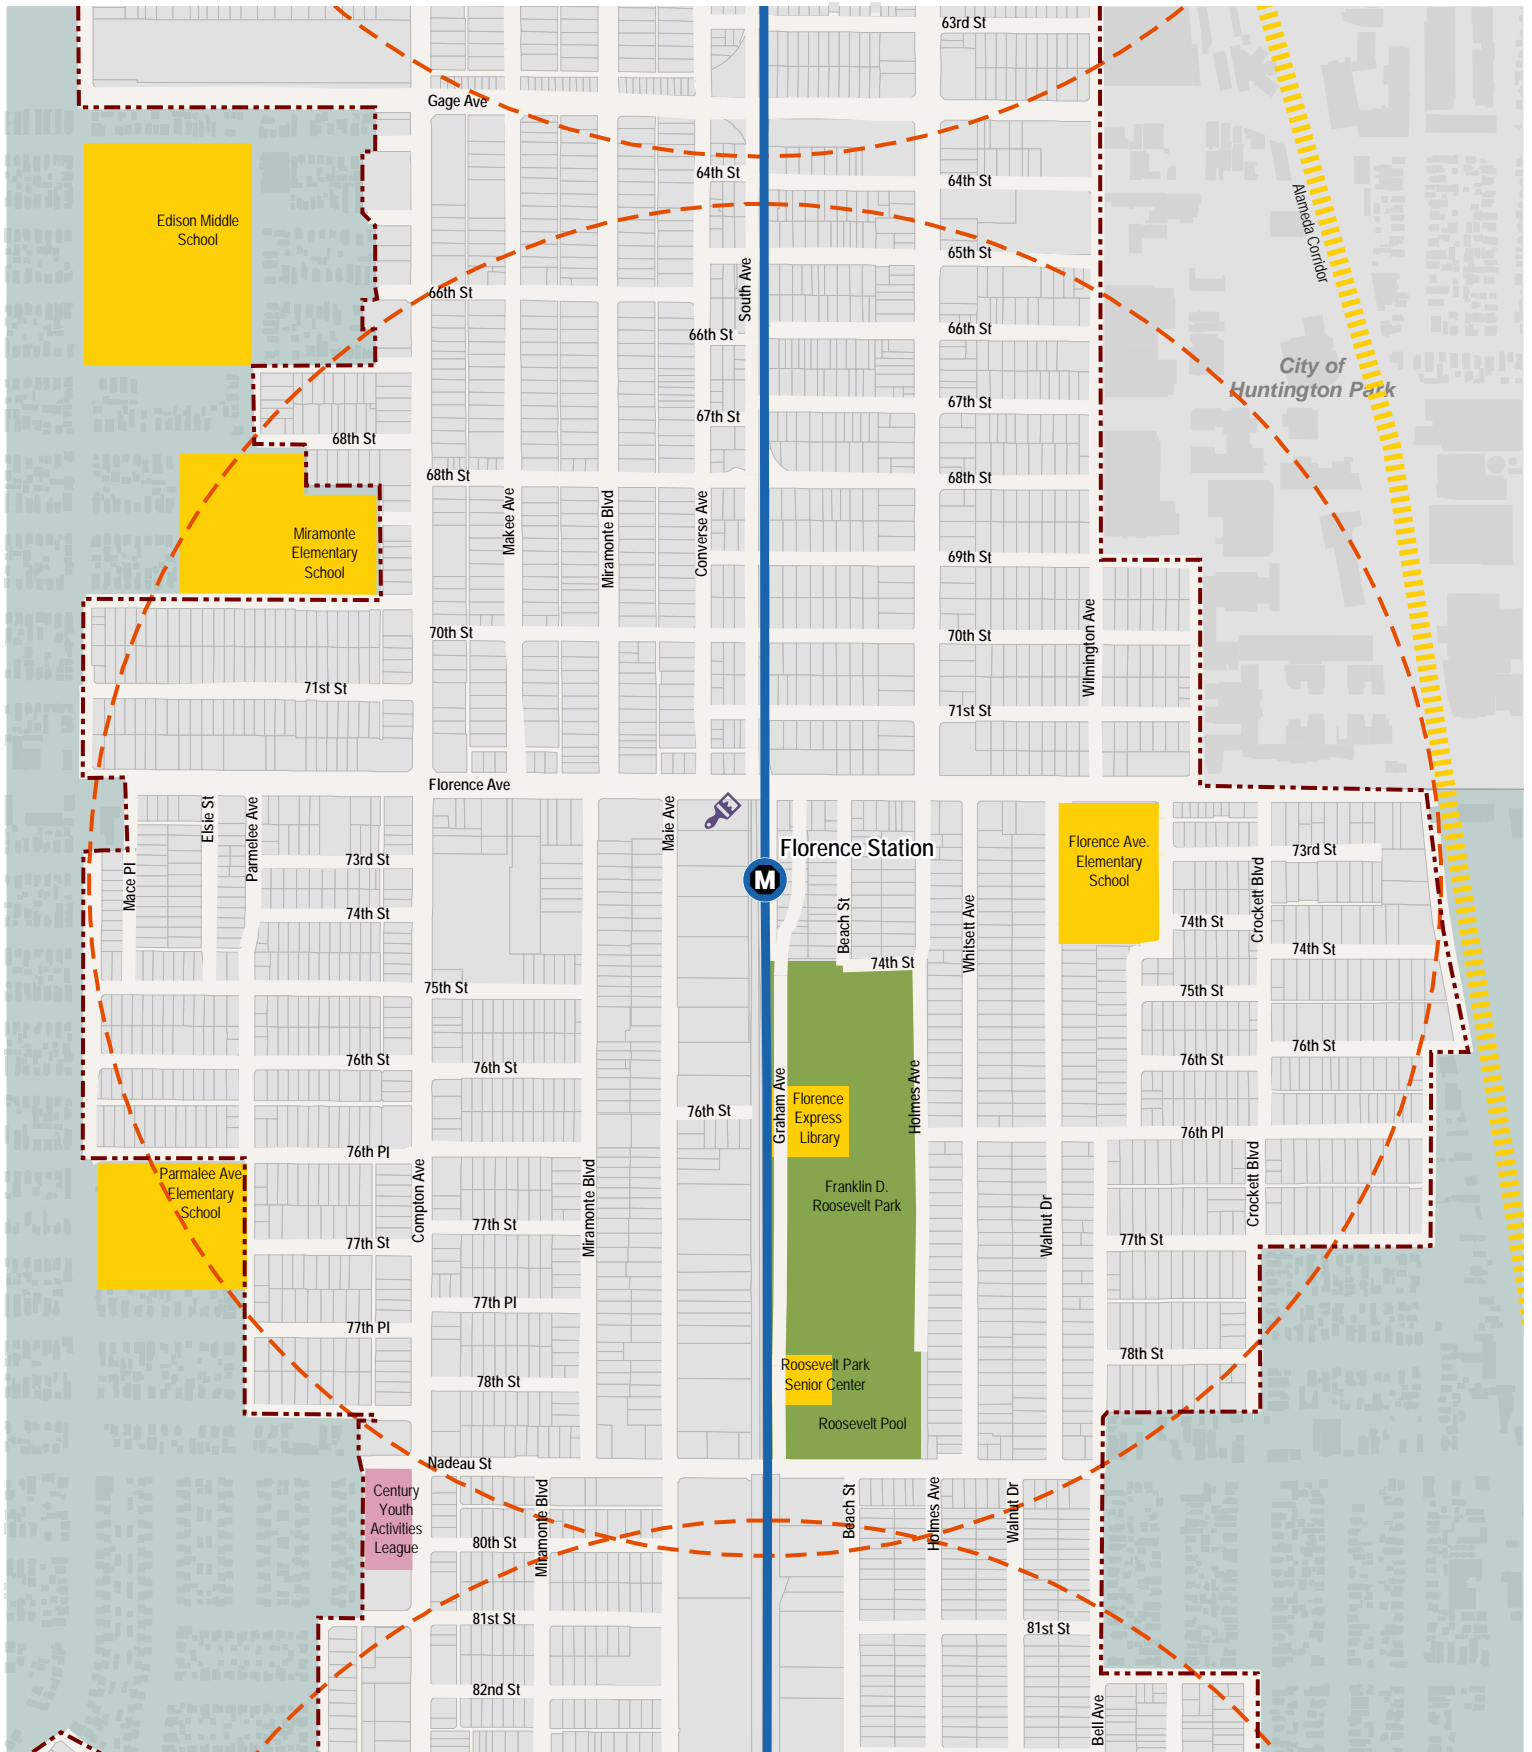 63rd St
Gage Ave
64th St
64th St
Alameda Corridor
Edison Middle
School
65th St
South Ave
66th St
66th St
66th St
City of
Huntington Park
67th St
67th St
68th St
68th St
68th St
Makee Ave
Miramonte Blvd
Converse Ave
Miramonte
Elementary
School
69th St
70th St
70th St
Wilmington Ave
71st St
71st St
Florence Ave
Elsie St
Parmelee Ave
Maie Ave
Florence Station
M
Florence Ave.
Elementary
School
73rd St
73rd St
Mace Pl
Crockett Blvd
74th St
Beach St
Whitsett Ave
74th St
74th St
74th St
75th St
75th St
76th St
76th St
76th St
76th St
76th St
Graham Ave
Holmes Ave
Florence
Express
Library
76th Pl
76th Pl
Parmalee Ave
Elementary
School
Compton Ave
Miramonte Blvd
Franklin D.
Roosevelt Park
Crockett Blvd
Walnut Dr
77th St
77th St
77th St
77th Pl
77th Pl
78th St
Roosevelt Park
Senior Center
78th St
Roosevelt Pool
Nadeau St
Century
Youth
Activities
League
Miramonte Blvd
Beach St
Holmes Ave
Walnut Dr
80th St
81st St
81st St
82nd St
Bell Ave